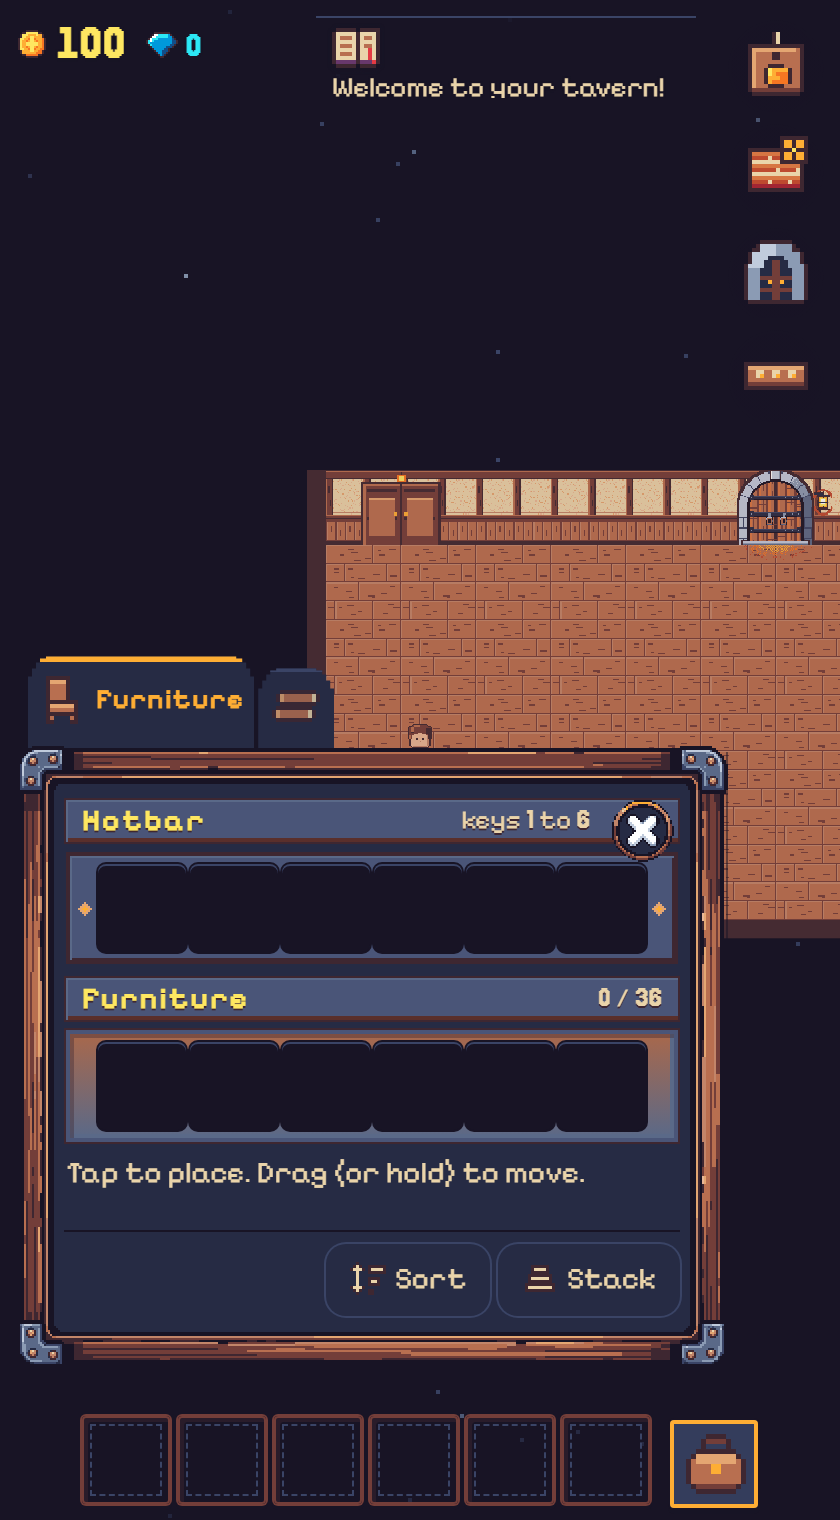 100 0
Welcome to your tavern!
Furniture
Hotbar keys 1 to 6
Furniture 0 / 36
Tap to place. Drag (or hold) to move.
Sort Stack